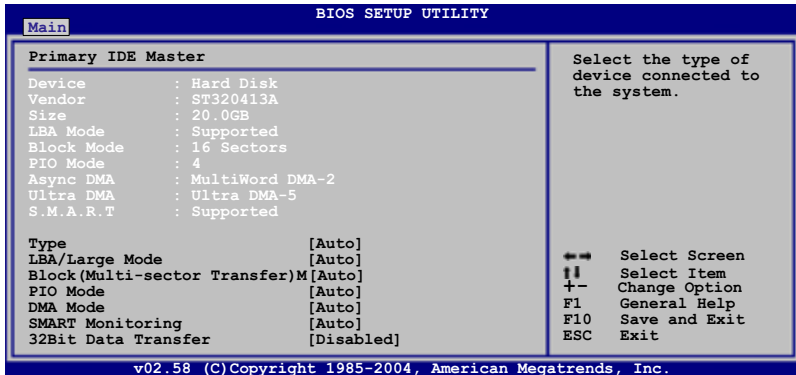 BIOS SETUP UTILITY
Main
Primary IDE Master
Device : Hard Disk
Vendor : ST320413A
Size : 20.0GB
LBA Mode : Supported
Block Mode : 16 Sectors
PIO Mode : 4
Async DMA : MultiWord DMA-2
Ultra DMA : Ultra DMA-5
S.M.A.R.T : Supported
Type [Auto]
LBA/Large Mode [Auto]
Block(Multi-sector Transfer)M[Auto]
PIO Mode [Auto]
DMA Mode [Auto]
SMART Monitoring [Auto]
32Bit Data Transfer [Disabled]
Select the type of
device connected to
the system.
←→ Select Screen
↑↓ Select Item
+- Change Option
F1 General Help
F10 Save and Exit
ESC Exit
v02.58 (C)Copyright 1985-2004, American Megatrends, Inc.